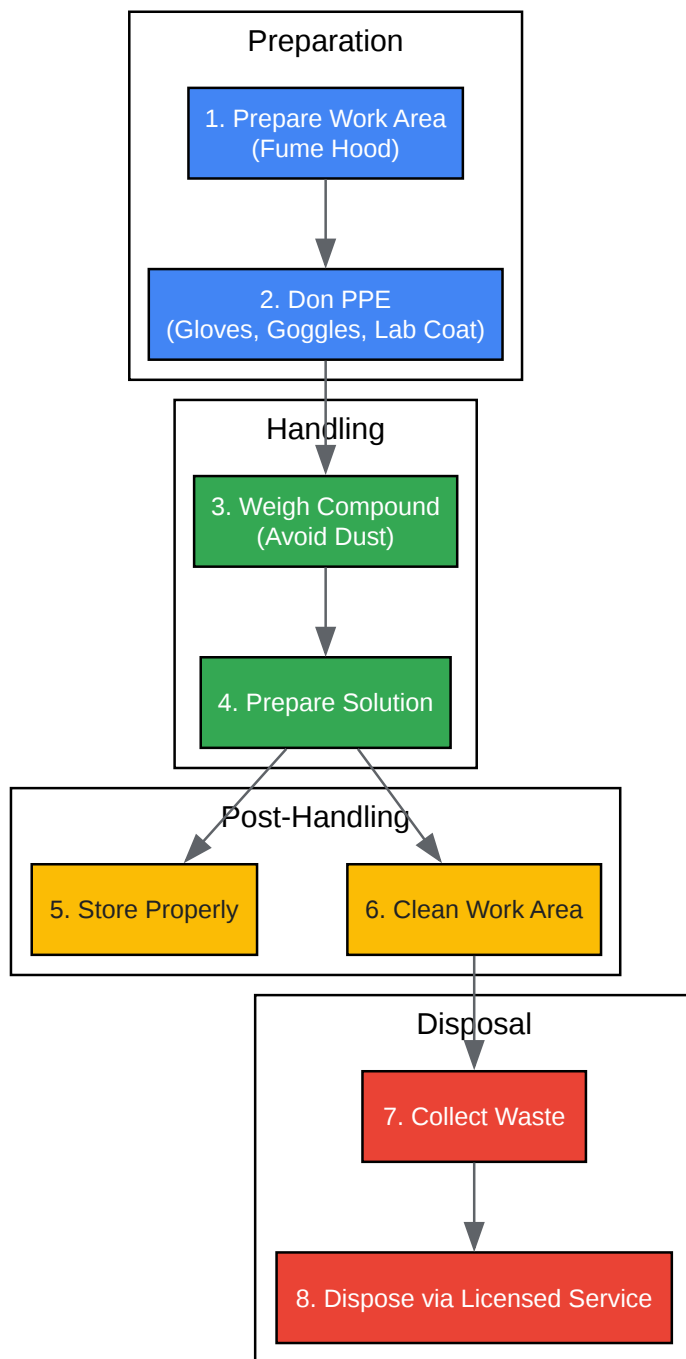 Preparation
1. Prepare Work Area
(Fume Hood)
2. Don PPE
(Gloves, Goggles, Lab Coat)
Handling
3. Weigh Compound
(Avoid Dust)
4. Prepare Solution
Post-Handling
5. Store Properly
6. Clean Work Area
Disposal
7. Collect Waste
8. Dispose via Licensed Service